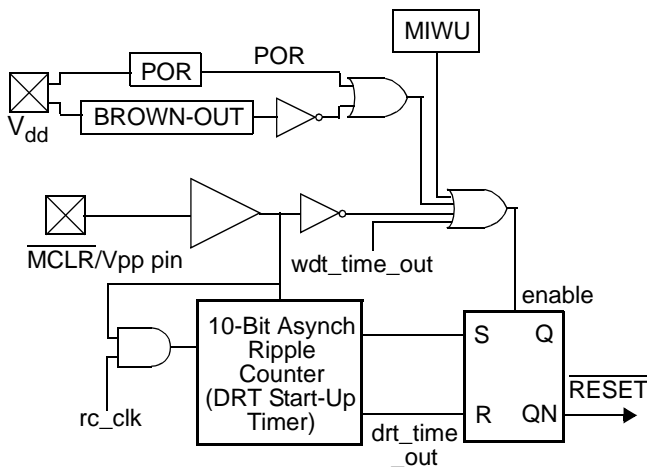 MIWU
POR
POR
BROWN-OUT
Vdd
MCLR/Vpp pin
wdt_time_out
enable
10-Bit Asynch
Ripple
Counter
(DRT Start-Up
Timer)
S Q
R QN
RESET
rc_clk
drt_time
_out